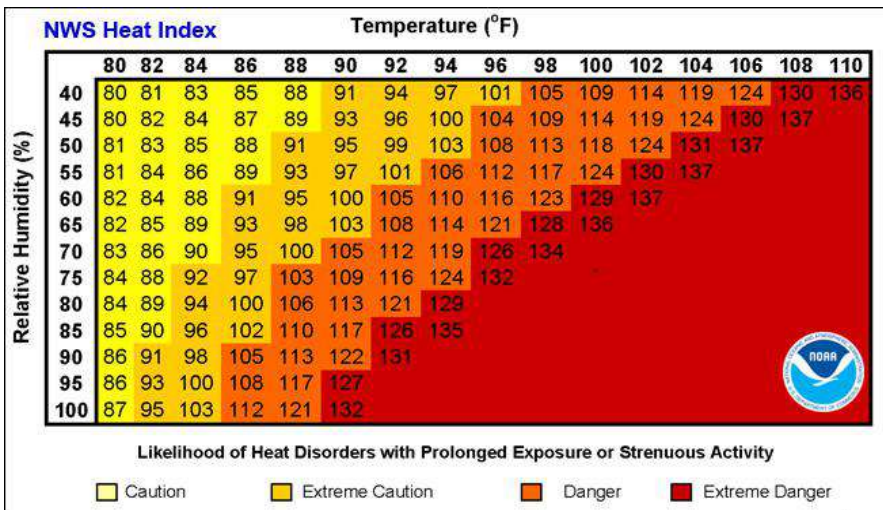 NWS Heat Index Temperature (°F)
80 82 84 86 88 90 92 94 96 98 100 102 104 106 108 110
Relative Humidity (%)
40 80 81 83 85 88 91 94 97 101 105 109 114 119 124 130 136
45 80 82 84 87 89 93 96 100 104 109 114 119 124 130 137
50 81 83 85 88 91 95 99 103 108 113 118 124 131 137
55 81 84 86 89 93 97 101 106 112 117 124 130 137
60 82 84 88 91 95 100 105 110 116 123 129 137
65 82 85 89 93 98 103 108 114 121 128 136
70 83 86 90 95 100 105 112 119 126 134
75 84 88 92 97 103 109 116 124 132
80 84 89 94 100 106 113 121 129
85 85 90 96 102 110 117 126 135
90 86 91 98 105 113 122 131
95 86 93 100 108 117 127
100 87 95 103 112 121 132
NOAA
Likelihood of Heat Disorders with Prolonged Exposure or Strenuous Activity
Caution Extreme Caution Danger Extreme Danger